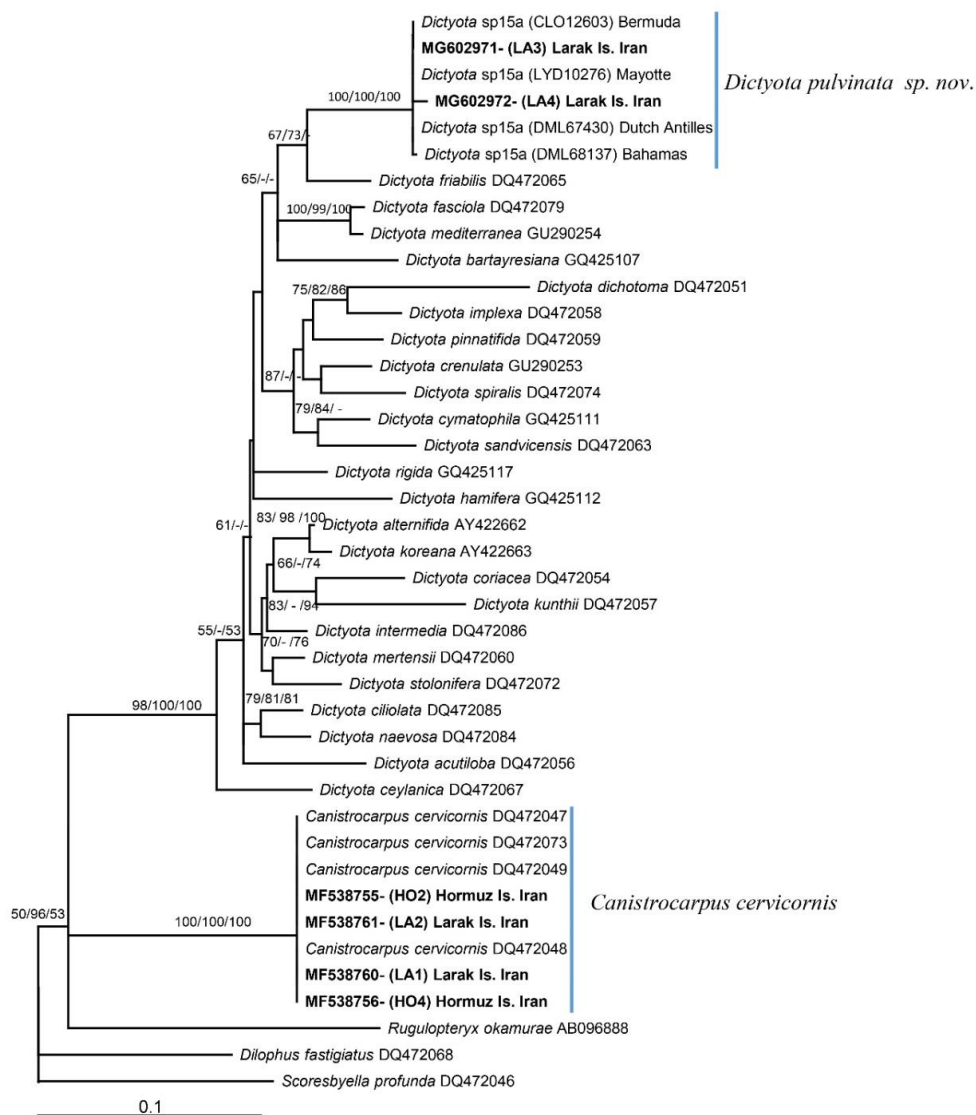 Dictyota sp15a (CLO12603) Bermuda
MG602971- (LA3) Larak Is. Iran
Dictyota sp15a (LYD10276) Mayotte
Dictyota pulvinata sp. nov.
100/100/100
MG602972- (LA4) Larak Is. Iran
Dictyota sp15a (DML67430) Dutch Antilles
67/73/-
Dictyota sp15a (DML68137) Bahamas
65/-/-
Dictyota friabilis DQ472065
100/99/100
Dictyota fasciola DQ472079
Dictyota mediterranea GU290254
Dictyota bartayresiana GQ425107
75/82/86
Dictyota dichotoma DQ472051
Dictyota implexa DQ472058
Dictyota pinnatifida DQ472059
Dictyota crenulata GU290253
87/-/-
Dictyota spiralis DQ472074
79/84/ -
Dictyota cymatophila GQ425111
Dictyota sandvicensis DQ472063
Dictyota rigida GQ425117
Dictyota hamifera GQ425112
61/-/-
83/ 98 /100
Dictyota alternifida AY422662
Dictyota koreana AY422663
66/-/74
Dictyota coriacea DQ472054
83/ - /94
Dictyota kunthii DQ472057
55/-/53
Dictyota intermedia DQ472086
70/- /76
Dictyota mertensii DQ472060
Dictyota stolonifera DQ472072
98/100/100
79/81/81
Dictyota ciliolata DQ472085
Dictyota naevosa DQ472084
Dictyota acutiloba DQ472056
Dictyota ceylanica DQ472067
Canistrocarpus cervicornis DQ472047
Canistrocarpus cervicornis DQ472073
Canistrocarpus cervicornis DQ472049
MF538755- (HO2) Hormuz Is. Iran
Canistrocarpus cervicornis
50/96/53
100/100/100
MF538761- (LA2) Larak Is. Iran
Canistrocarpus cervicornis DQ472048
MF538760- (LA1) Larak Is. Iran
MF538756- (HO4) Hormuz Is. Iran
Rugulopteryx okamurae AB096888
Dilophus fastigiatus DQ472068
Scoresbyella profunda DQ472046
0.1